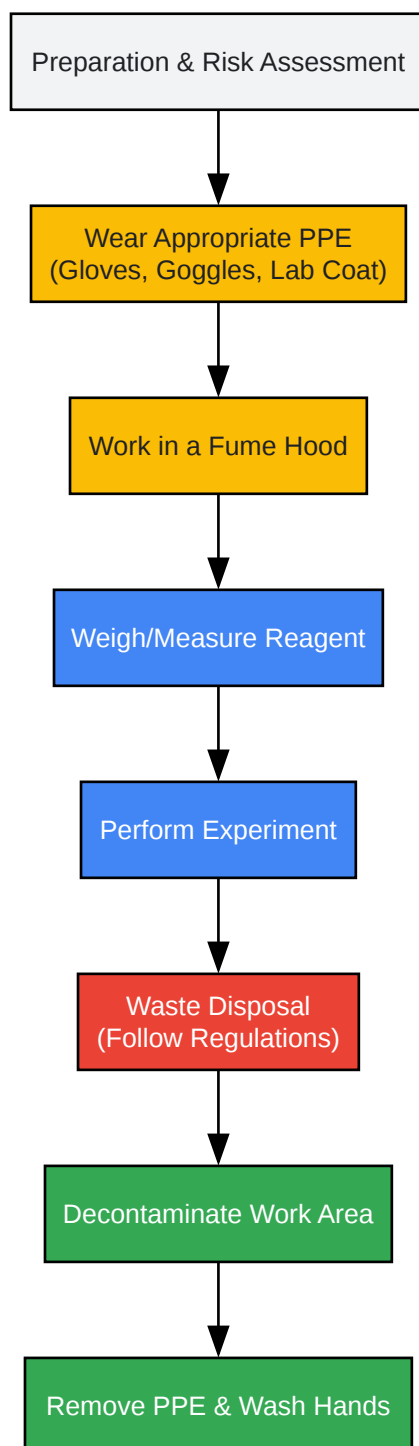 Preparation & Risk Assessment
Wear Appropriate PPE
(Gloves, Goggles, Lab Coat)
Work in a Fume Hood
Weigh/Measure Reagent
Perform Experiment
Waste Disposal
(Follow Regulations)
Decontaminate Work Area
Remove PPE & Wash Hands